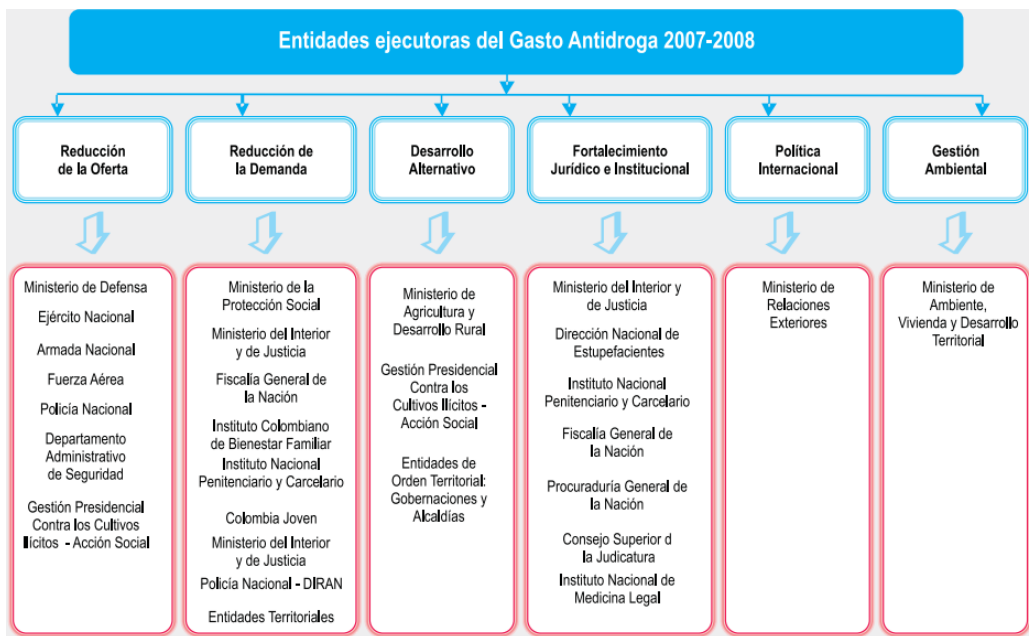 Entidades ejecutoras del Gasto Antidroga 2007-2008
Reducción
de la Oferta
Reducción de
la Demanda
Desarrollo
Alternativo
Fortalecimiento
Jurídico e Institucional
Política
Internacional
Gestión
Ambiental
Ministerio de Defensa
Ejército Nacional
Armada Nacional
Fuerza Aérea
Policía Nacional
Departamento
Administrativo
de Seguridad
Gestión Presidencial
Contra los Cultivos
Ilícitos - Acción Social
Ministerio de la
Protección Social
Ministerio del Interior
y de Justicia
Fiscalía General de
la Nación
Instituto Colombiano
de Bienestar Familiar
Instituto Nacional
Penitenciario y Carcelario
Colombia Joven
Ministerio del Interior
y de Justicia
Policía Nacional - DIRAN
Entidades Territoriales
Ministerio de
Agricultura y
Desarrollo Rural
Gestión Presidencial
Contra los
Cultivos Ilícitos -
Acción Social
Entidades de
Orden Territorial:
Gobernaciones y
Alcaldías
Ministerio del Interior y
de Justicia
Dirección Nacional de
Estupefacientes
Instituto Nacional
Penitenciario y Carcelario
Fiscalía General de
la Nación
Procuraduría General de
la Nación
Consejo Superior d
la Judicatura
Instituto Nacional de
Medicina Legal
Ministerio de
Relaciones
Exteriores
Ministerio de
Ambiente,
Vivienda y Desarrollo
Territorial